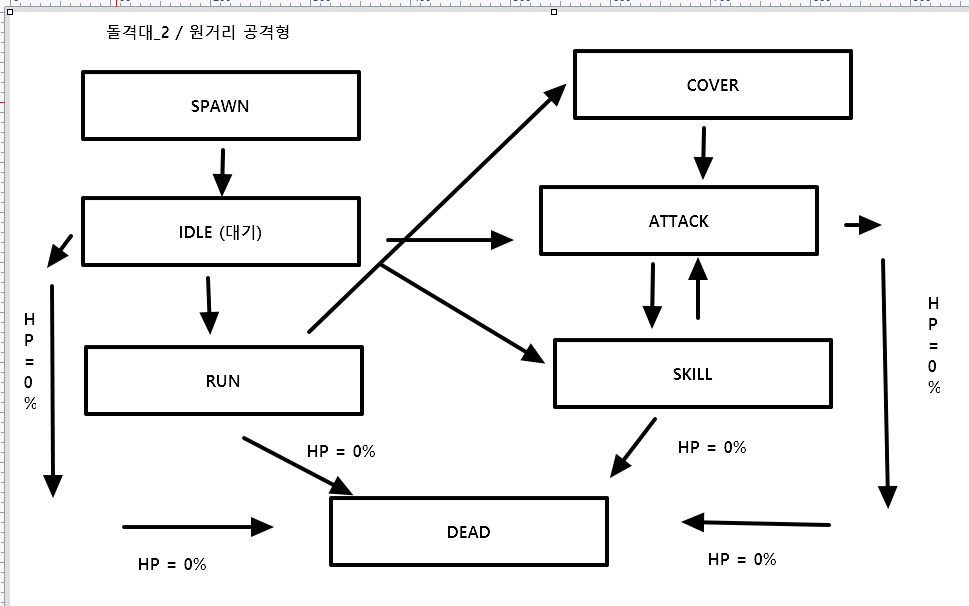 돌격대_2 / 원거리 공격형
SPAWN
COVER
IDLE (대기)
ATTACK
RUN
SKILL
H
P
=
0
%
H
P
=
0
%
HP = 0%
HP = 0%
DEAD
HP = 0%
HP = 0%